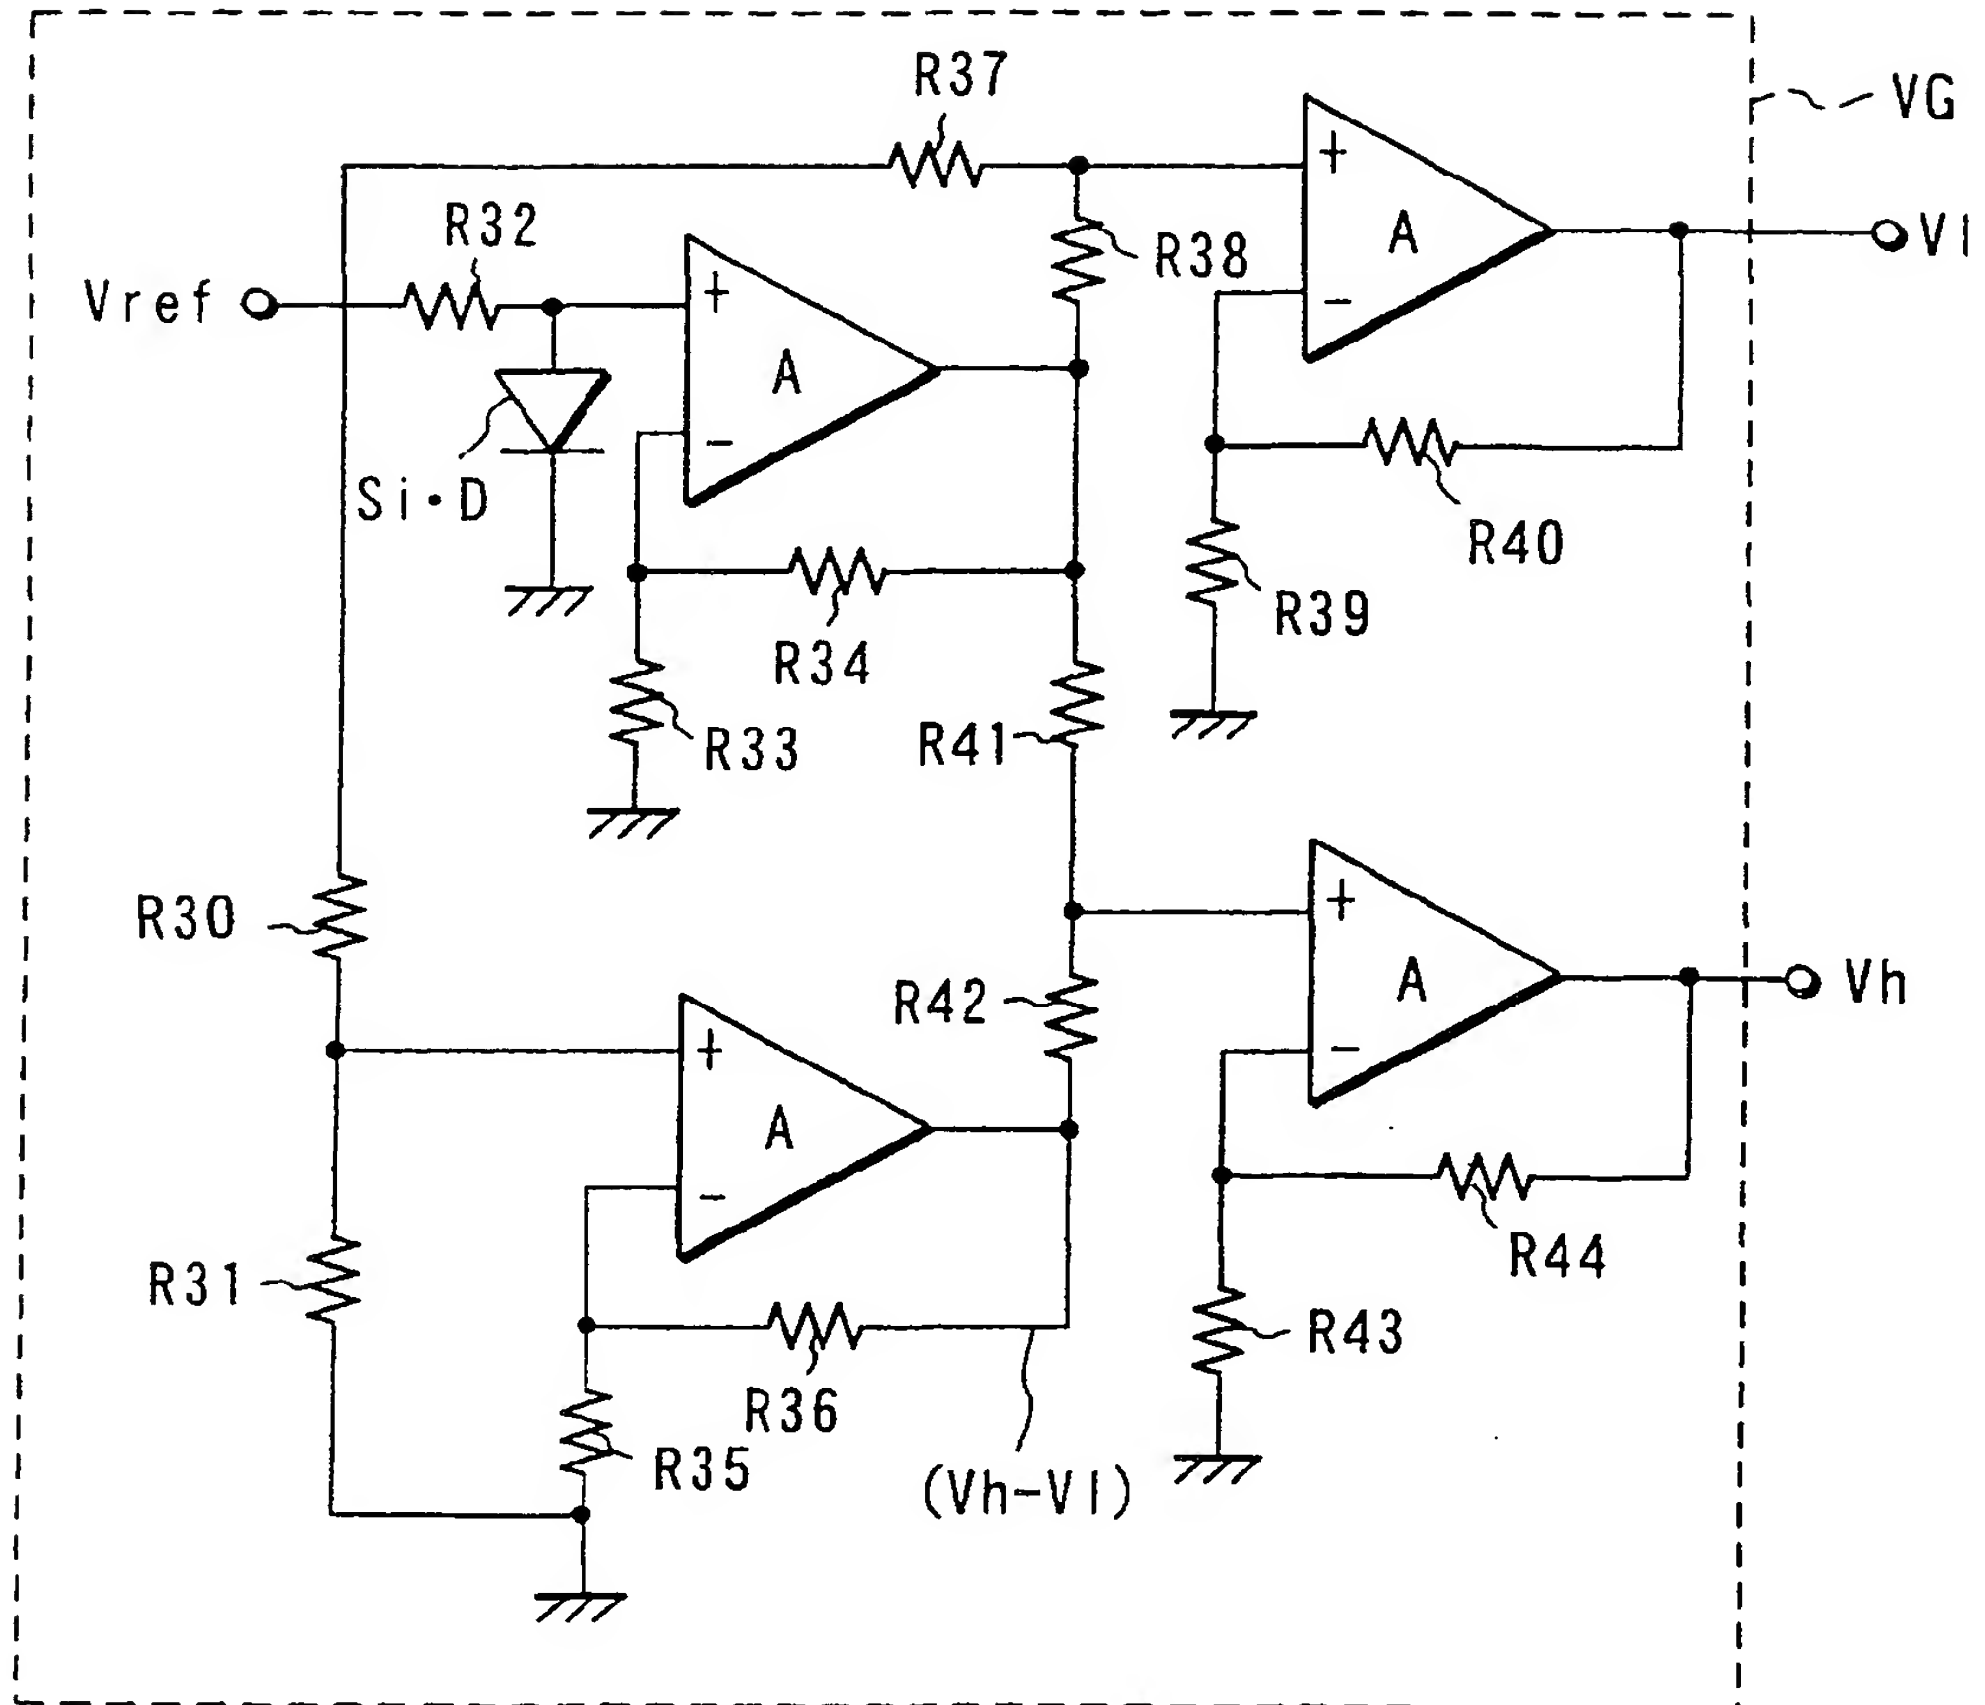 R37
VG
R32
A
Vl
Vref
+
−
R38
+
−
A
Si・D
R40
R39
R34
R33
R41
R30
+
−
A
Vh
R42
+
−
A
R44
R31
R43
R36
R35
(Vh−Vl)